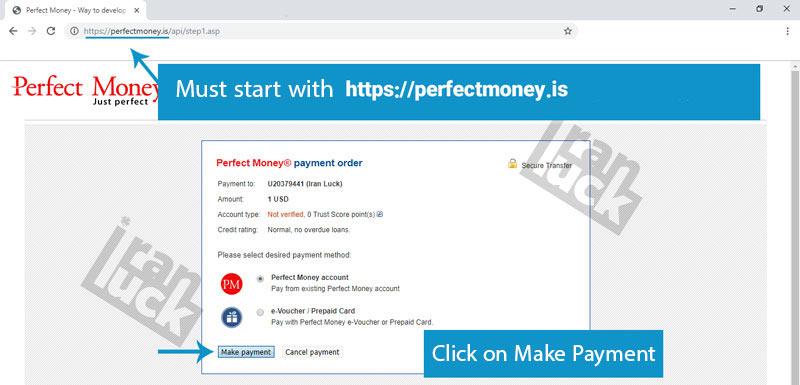 Perfect Money - Way to develop
https://perfectmoney.is/api/step1.asp
Perfect Money
Just perfect
Must start with https://perfectmoney.is
Perfect Money® payment order
Secure Transfer
Payment to: U20379441 (Iran Luck)
Amount: 1 USD
Account type: Not verified, 0 Trust Score point(s)
Credit rating: Normal, no overdue loans.
Please select desired payment method:
PM
Perfect Money account
Pay from existing Perfect Money account
e-Voucher / Prepaid Card
Pay with Perfect Money e-Voucher or Prepaid Card.
Make payment
Cancel payment
Click on Make Payment
iran
luck
iran
luck